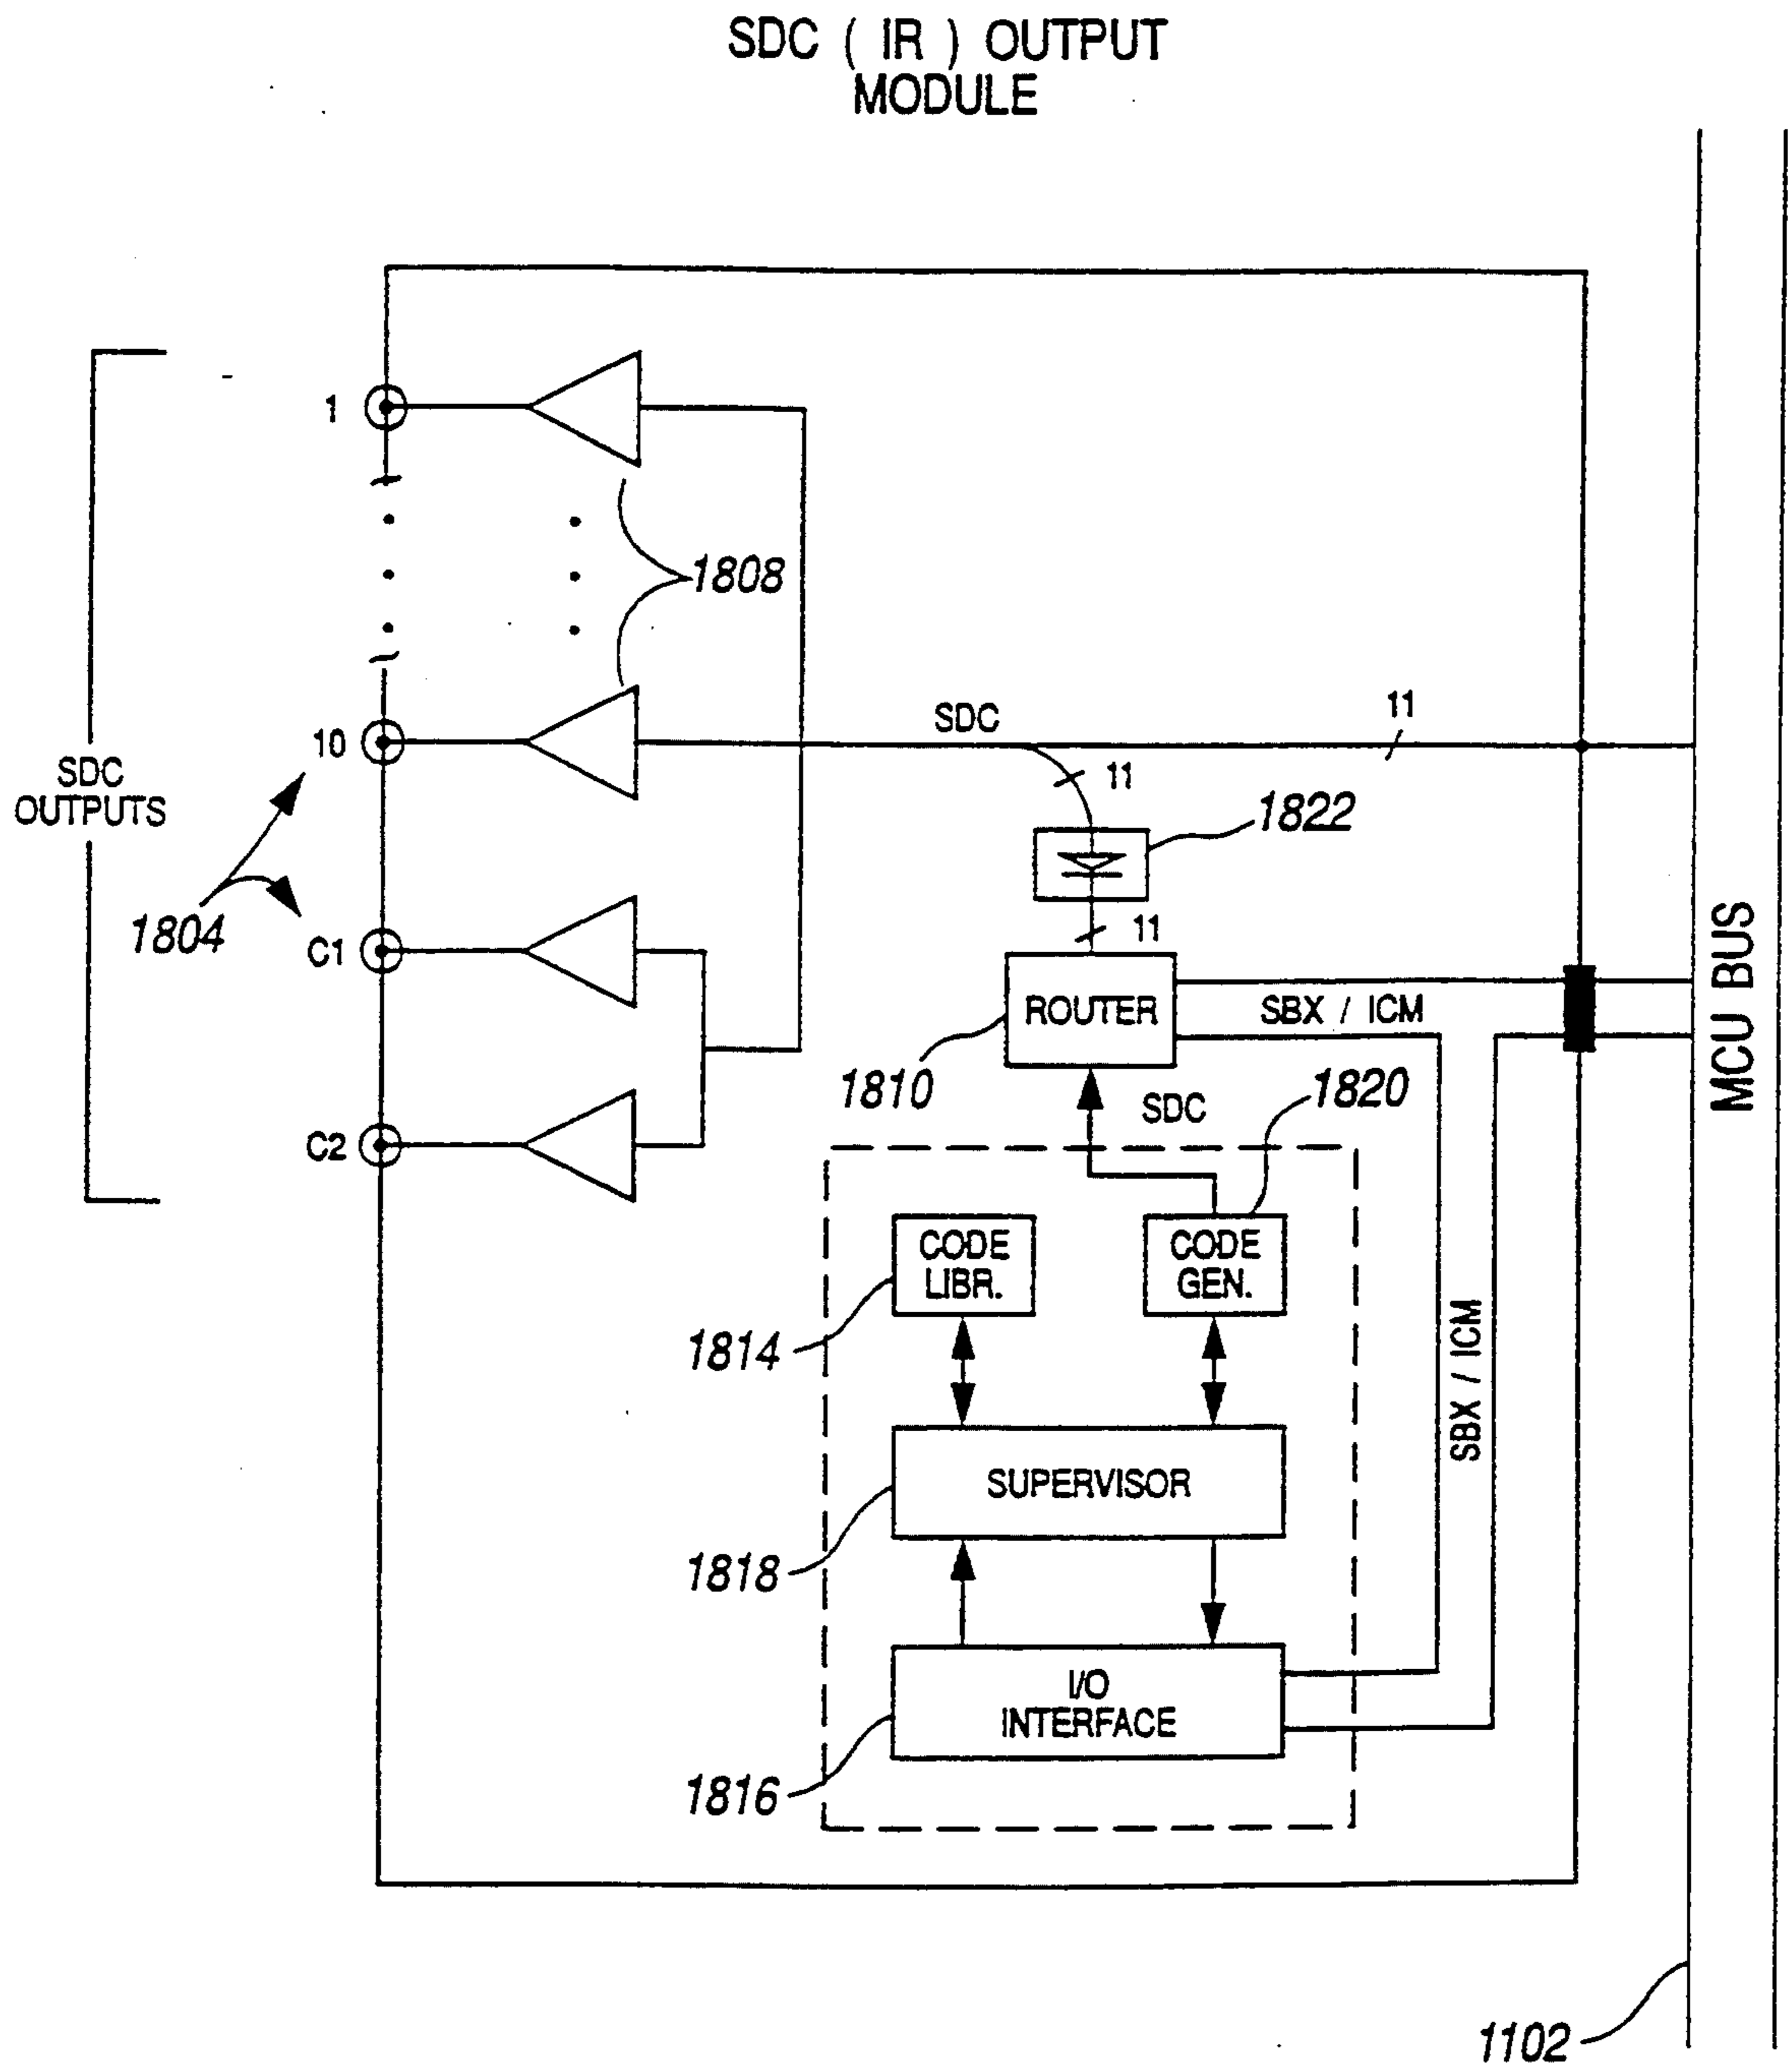 SDC ( IR ) OUTPUT
MODULE
1
1808
10
SDC
11
11
SDC
OUTPUTS
1822
1804
11
C1
ROUTER
SBX / ICM
MCU BUS
1810
SDC
1820
C2
CODE
LIBR.
CODE
GEN.
1814
SBX / ICM
SUPERVISOR
1818
I/O
INTERFACE
1816
1102